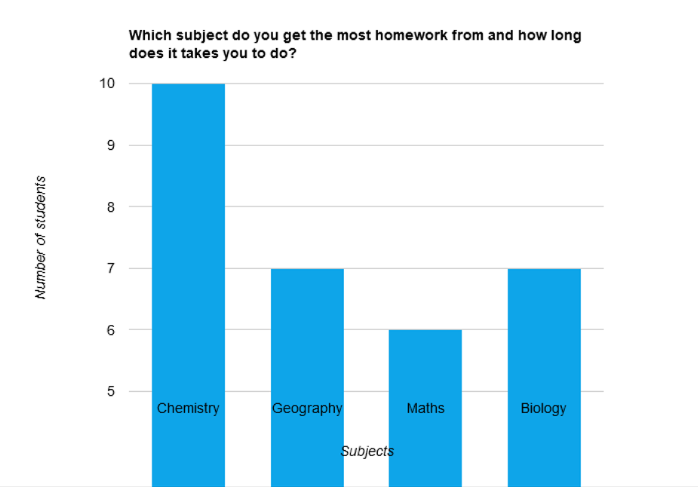 Which subject do you get the most homework from and how long
does it takes you to do?
10
9
8
7
6
5
Number of students
Chemistry Geography Maths Biology
Subjects